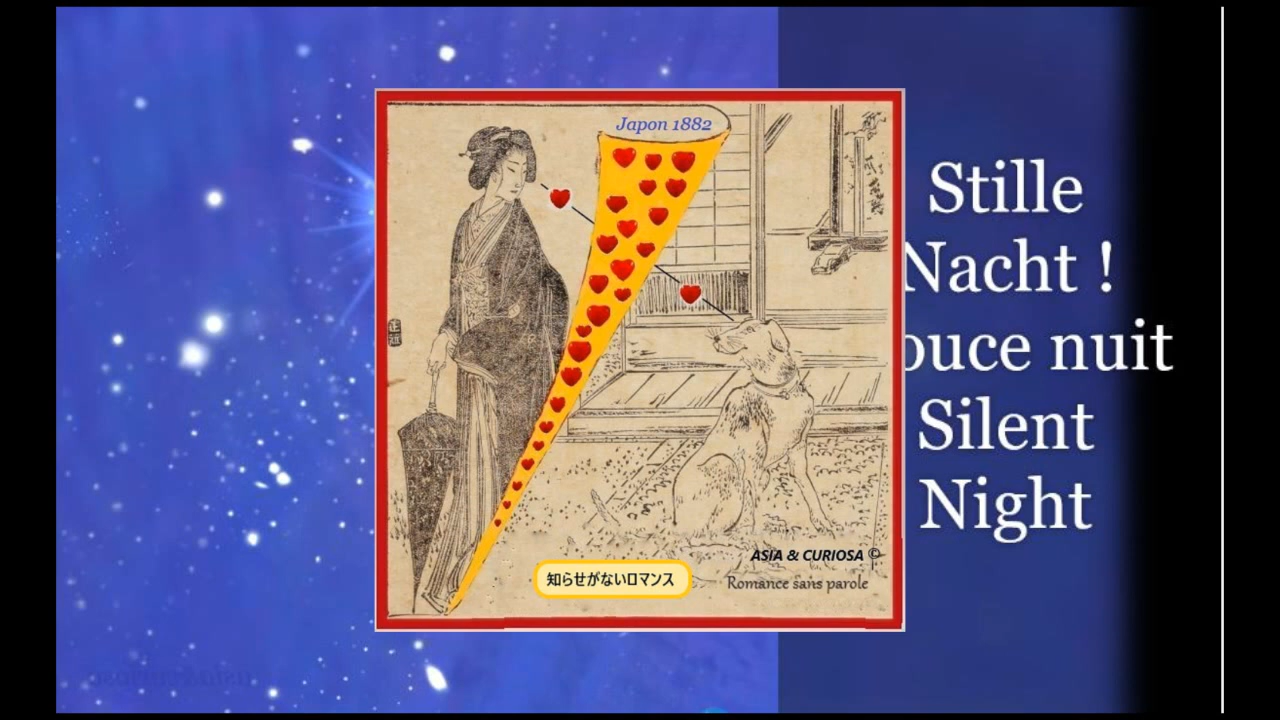 Japon 1882
Stille
Nacht !
ouce nuit
Silent
Night
ASIA & CURIOSA ©
知らせがないロマンス
Romance sans parole